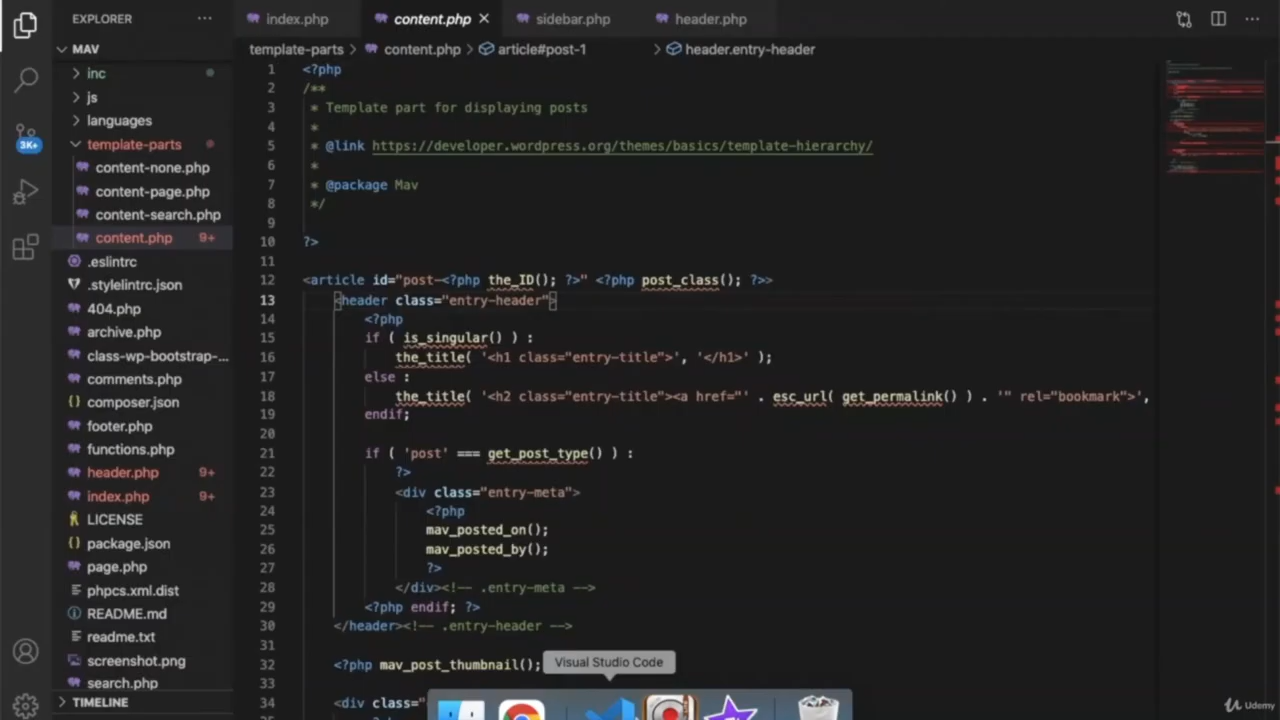 EXPLORER
index.php
content.php
sidebar.php
header.php
MAV
inc
js
languages
template-parts
content-none.php
content-page.php
content-search.php
content.php 9+
.eslintrc
.stylelintrc.json
404.php
archive.php
class-wp-bootstrap-...
comments.php
composer.json
footer.php
functions.php
header.php 9+
index.php 9+
LICENSE
package.json
page.php
phpcs.xml.dist
README.md
readme.txt
screenshot.png
search.php
TIMELINE
3K+
template-parts > content.php > article#post-1 > header.entry-header
1 <?php
2 /**
3 * Template part for displaying posts
4 *
5 * @link https://developer.wordpress.org/themes/basics/template-hierarchy/
6 *
7 * @package Mav
8 */
9
10 ?>
11
12 <article id="post-<?php the_ID(); ?>" <?php post_class(); ?>>
13 <header class="entry-header">
14 <?php
15 if ( is_singular() ) :
16 the_title( '<h1 class="entry-title">', '</h1>' );
17 else :
18 the_title( '<h2 class="entry-title"><a href="' . esc_url( get_permalink() ) . '" rel="bookmark">',
19 endif;
20
21 if ( 'post' === get_post_type() ) :
22 ?>
23 <div class="entry-meta">
24 <?php
25 mav_posted_on();
26 mav_posted_by();
27 ?>
28 </div><!-- .entry-meta -->
29 <?php endif; ?>
30 </header><!-- .entry-header -->
31
32 <?php mav_post_thumbnail();
33
34 <div class="
Visual Studio Code
Udemy